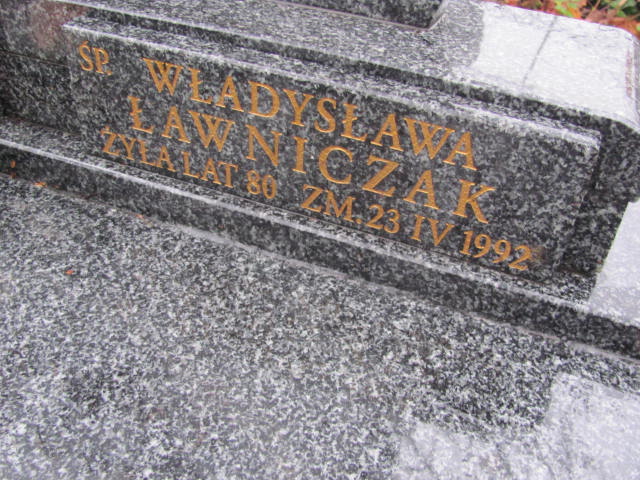 ŚP. WŁADYSŁAWA
ŁAWNICZAK
ŻYŁA LAT 80 ZM. 23 IV 1992